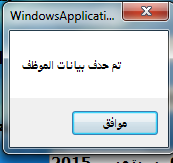 WindowsApplicati...
تم حذف بيانات الموظف
موافق
2015